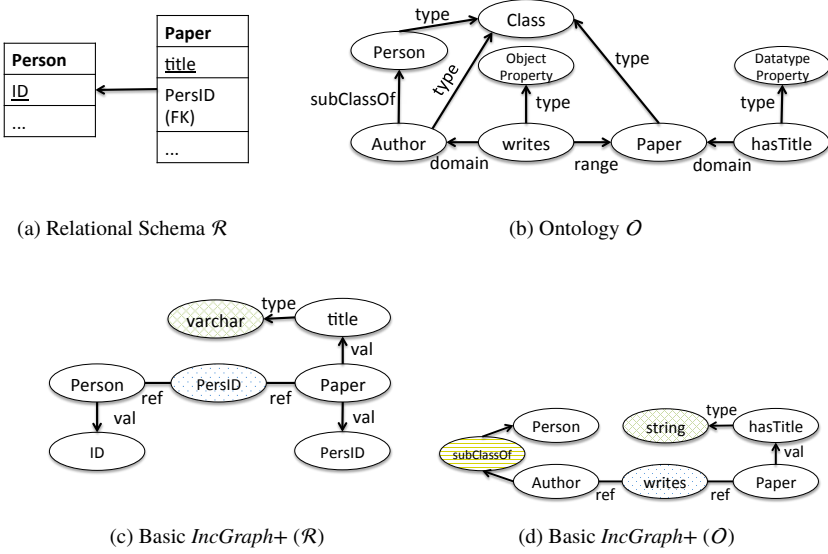 Person
ID
...
Paper
title
PersID
(FK)
...
type
Class
Person
type
type
Object
Property
Datatype
Property
subClassOf
type
type
Author
writes
Paper
hasTitle
domain
range
domain
(a) Relational Schema R
(b) Ontology O
varchar
type
title
val
Person
ref
PersID
ref
Paper
val
val
ID
PersID
Person
string
type
hasTitle
subClassOf
val
Author
ref
writes
ref
Paper
(c) Basic IncGraph+ (R)
(d) Basic IncGraph+ (O)